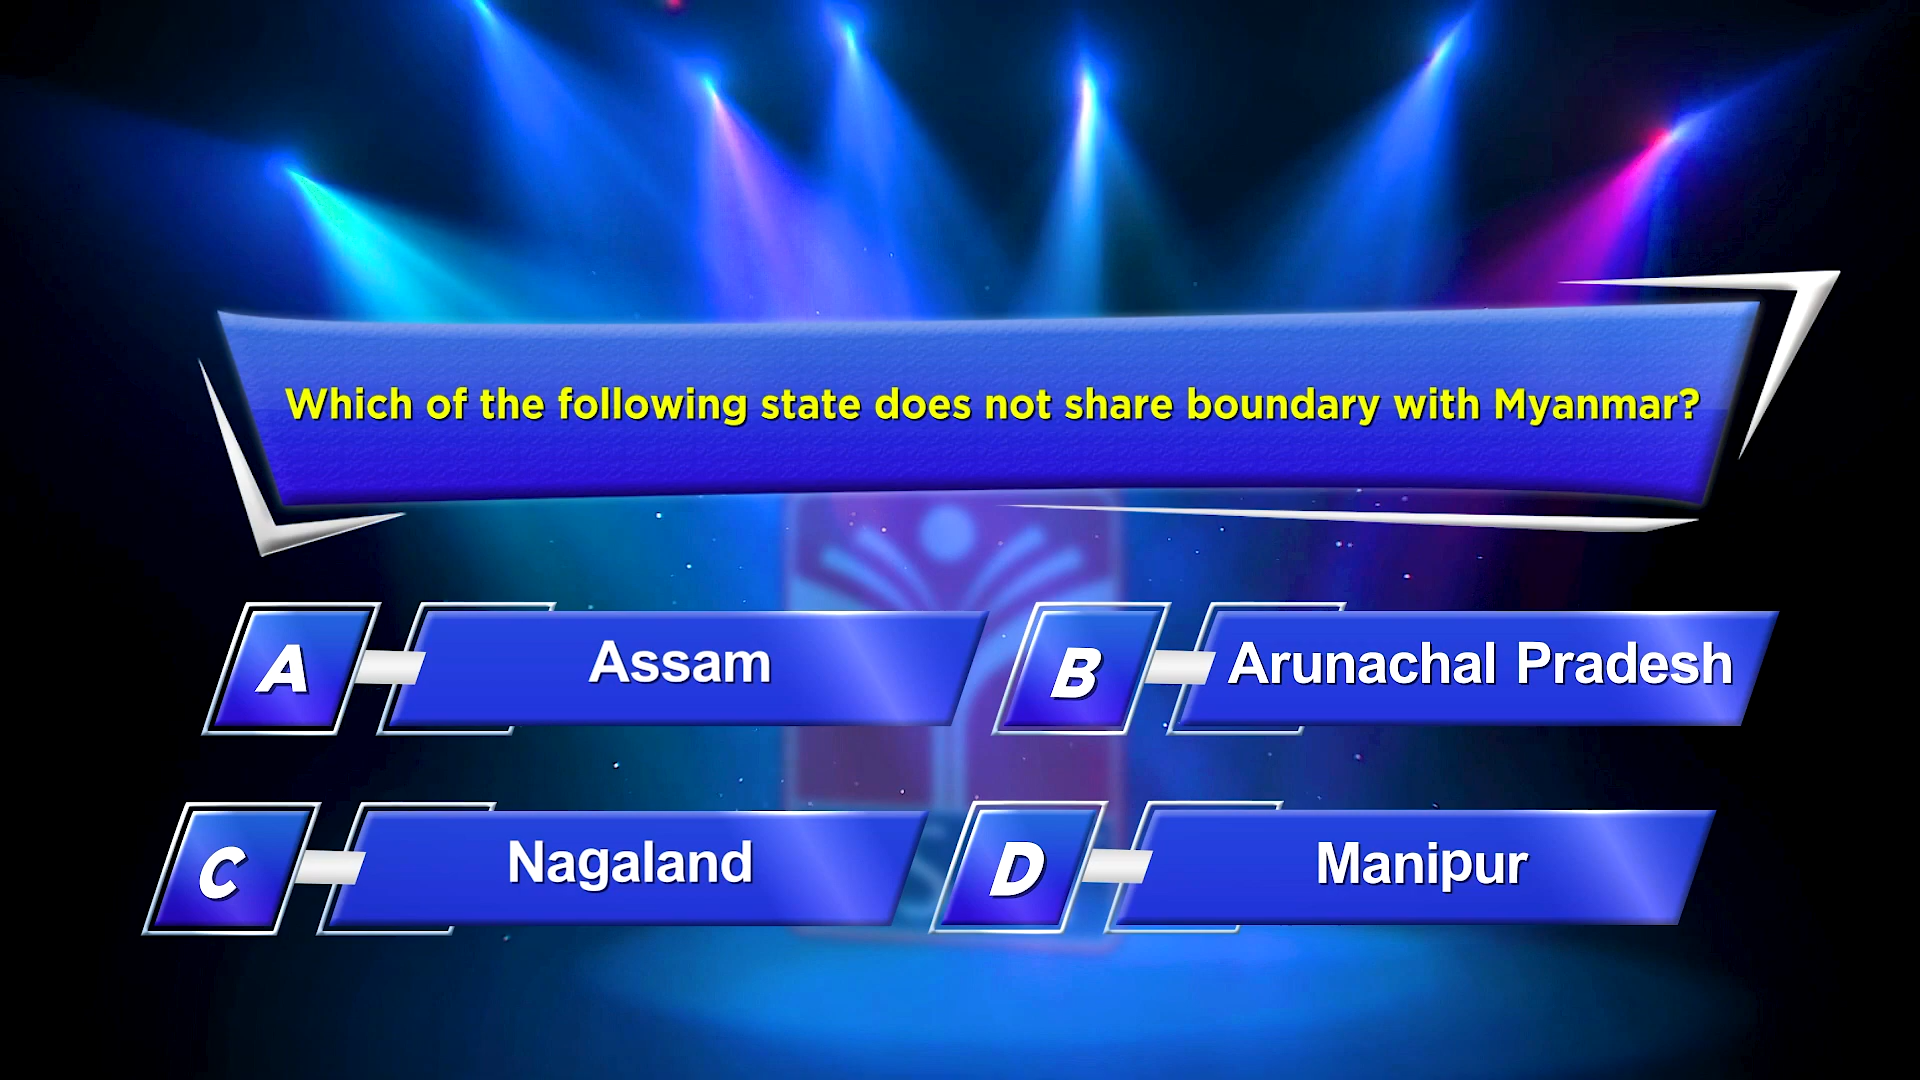 Which of the following state does not share boundary with Myanmar?
A Assam
B Arunachal Pradesh
C Nagaland
D Manipur